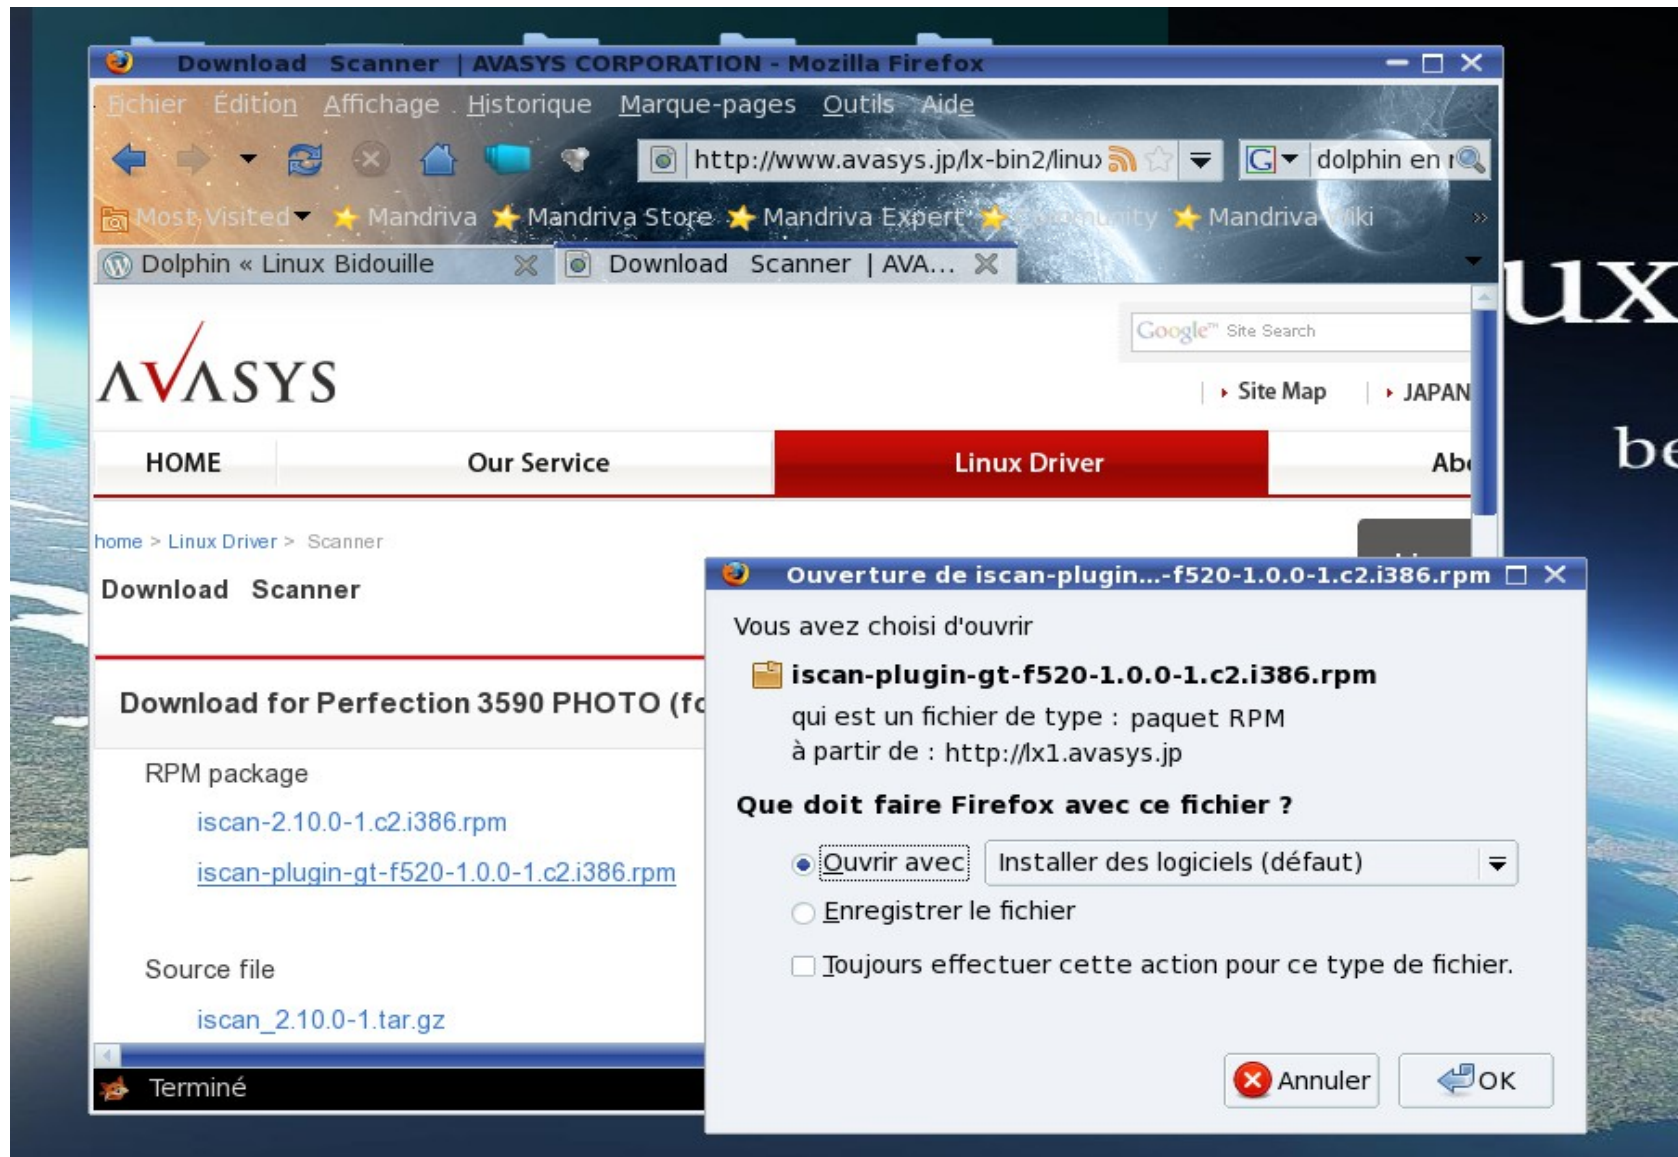 Download Scanner | AVASYS CORPORATION - Mozilla Firefox
Fichier Édition Affichage Historique Marque-pages Outils Aide
http://www.avasys.jp/lx-bin2/linux
G dolphin en r
Most Visited Mandriva Mandriva Store Mandriva Expert Community Mandriva Wiki »
Dolphin « Linux Bidouille Download Scanner | AVA...
ux
be
Google™ Site Search
AVASYS
Site Map JAPAN
HOME Our Service Linux Driver Abo
home > Linux Driver > Scanner
Download Scanner
Download for Perfection 3590 PHOTO (fo
RPM package
iscan-2.10.0-1.c2.i386.rpm
iscan-plugin-gt-f520-1.0.0-1.c2.i386.rpm
Source file
iscan_2.10.0-1.tar.gz
Terminé
Ouverture de iscan-plugin...-f520-1.0.0-1.c2.i386.rpm
Vous avez choisi d'ouvrir
iscan-plugin-gt-f520-1.0.0-1.c2.i386.rpm
qui est un fichier de type : paquet RPM
à partir de : http://lx1.avasys.jp
Que doit faire Firefox avec ce fichier ?
Ouvrir avec Installer des logiciels (défaut)
Enregistrer le fichier
Toujours effectuer cette action pour ce type de fichier.
Annuler OK